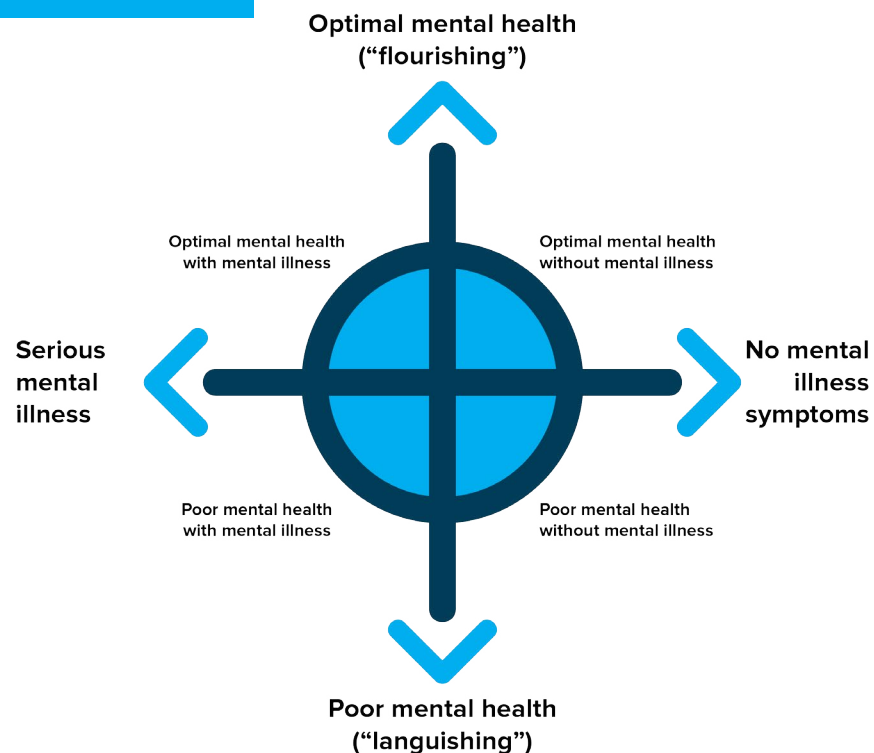 Optimal mental health
(“flourishing”)
Optimal mental health
with mental illness
Optimal mental health
without mental illness
Serious
mental
illness
No mental
illness
symptoms
Poor mental health
with mental illness
Poor mental health
without mental illness
Poor mental health
(“languishing”)